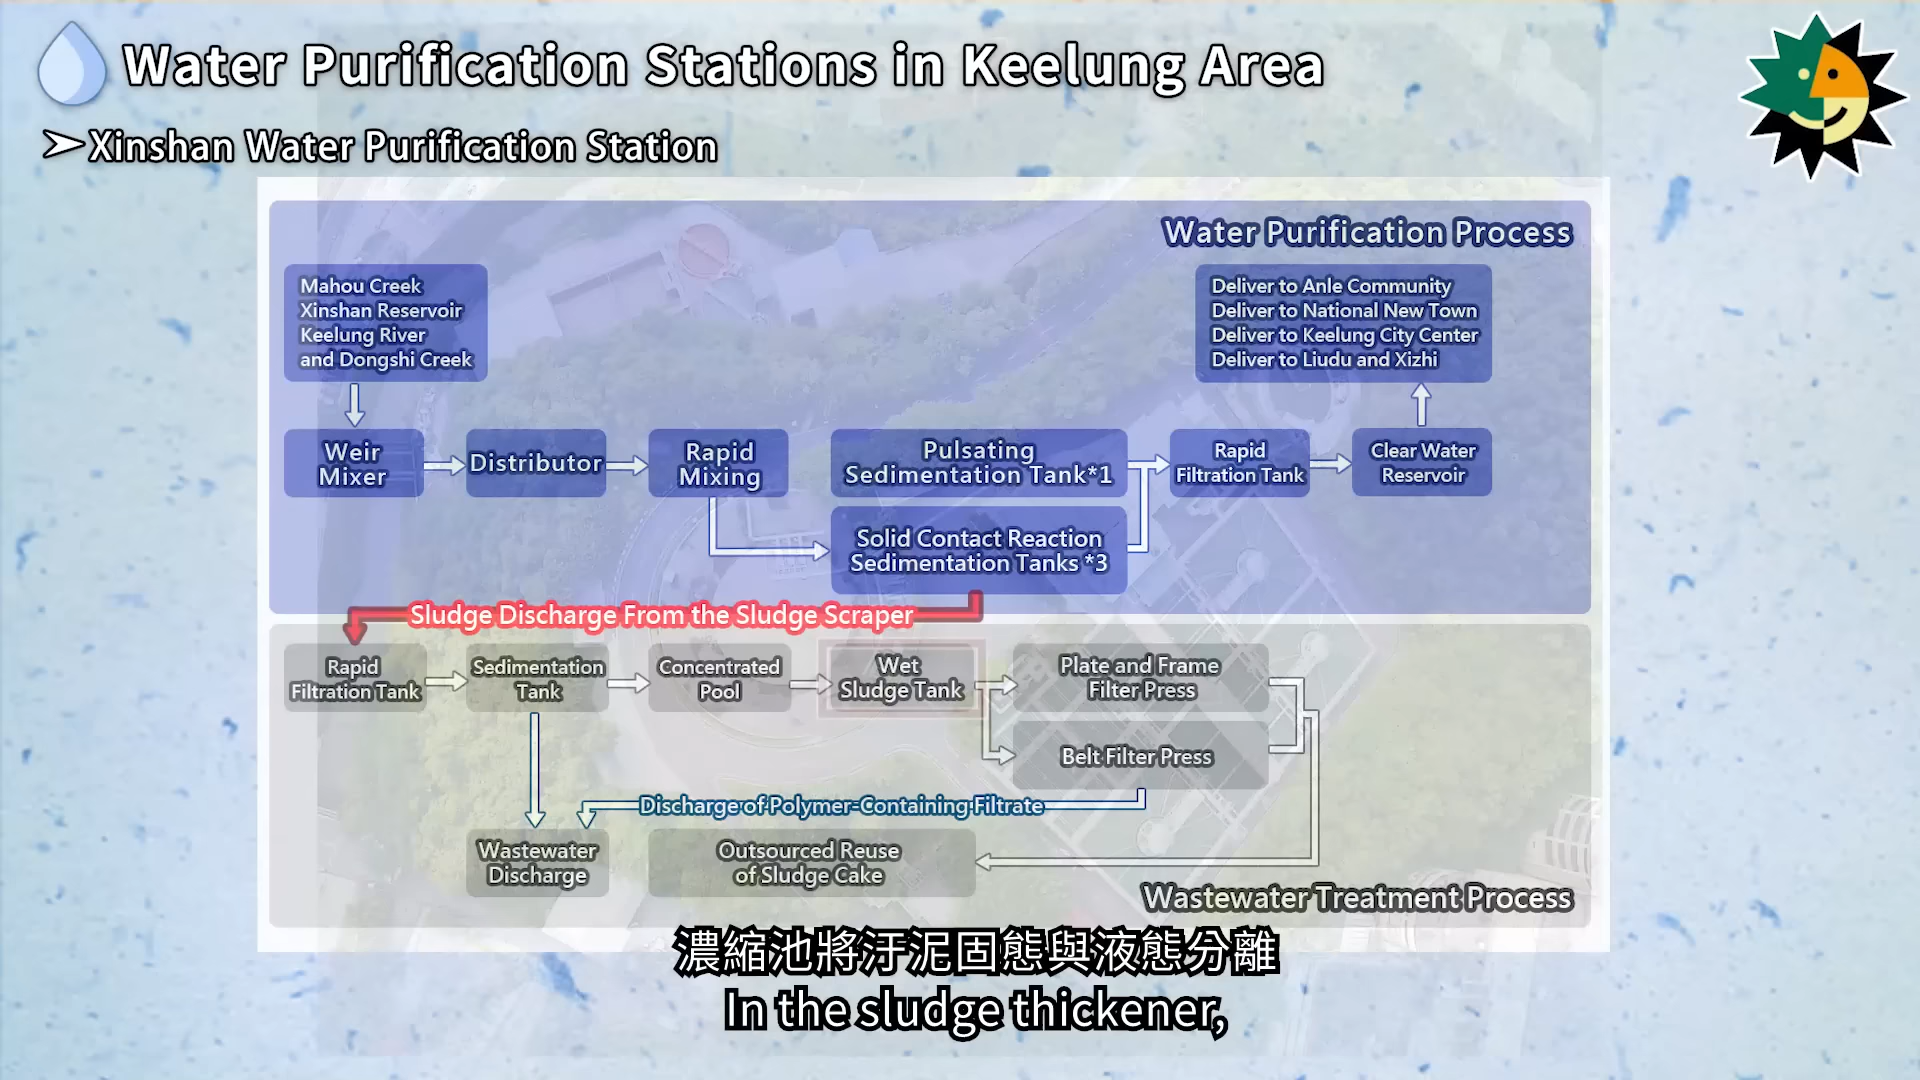 Water Purification Stations in Keelung Area
Xinshan Water Purification Station
Water Purification Process
Mahou Creek
Xinshan Reservoir
Keelung River
and Dongshi Creek
Deliver to Anle Community
Deliver to National New Town
Deliver to Keelung City Center
Deliver to Liudu and Xizhi
Weir
Mixer
Distributor
Rapid
Mixing
Pulsating
Sedimentation Tank*1
Rapid
Filtration Tank
Clear Water
Reservoir
Solid Contact Reaction
Sedimentation Tanks *3
Sludge Discharge From the Sludge Scraper
Rapid
Filtration Tank
Sedimentation
Tank
Concentrated
Pool
Wet
Sludge Tank
Plate and Frame
Filter Press
Belt Filter Press
Discharge of Polymer-Containing Filtrate
Wastewater
Discharge
Outsourced Reuse
of Sludge Cake
Wastewater Treatment Process
濃縮池將汙泥固態與液態分離
In the sludge thickener,